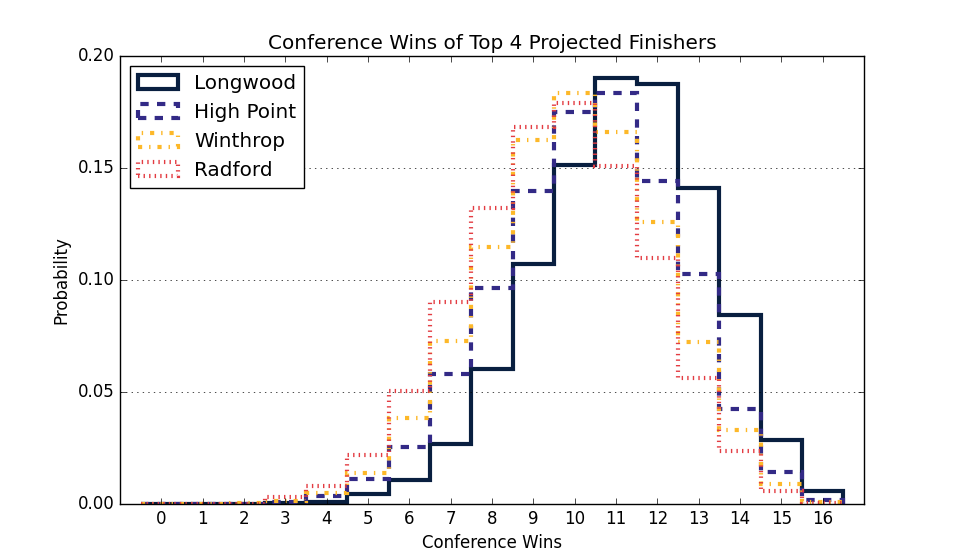 Conference Wins of Top 4 Projected Finishers
Longwood
High Point
Winthrop
Radford
Probability
0.20
0.15
0.10
0.05
0.00
0 1 2 3 4 5 6 7 8 9 10 11 12 13 14 15 16
Conference Wins